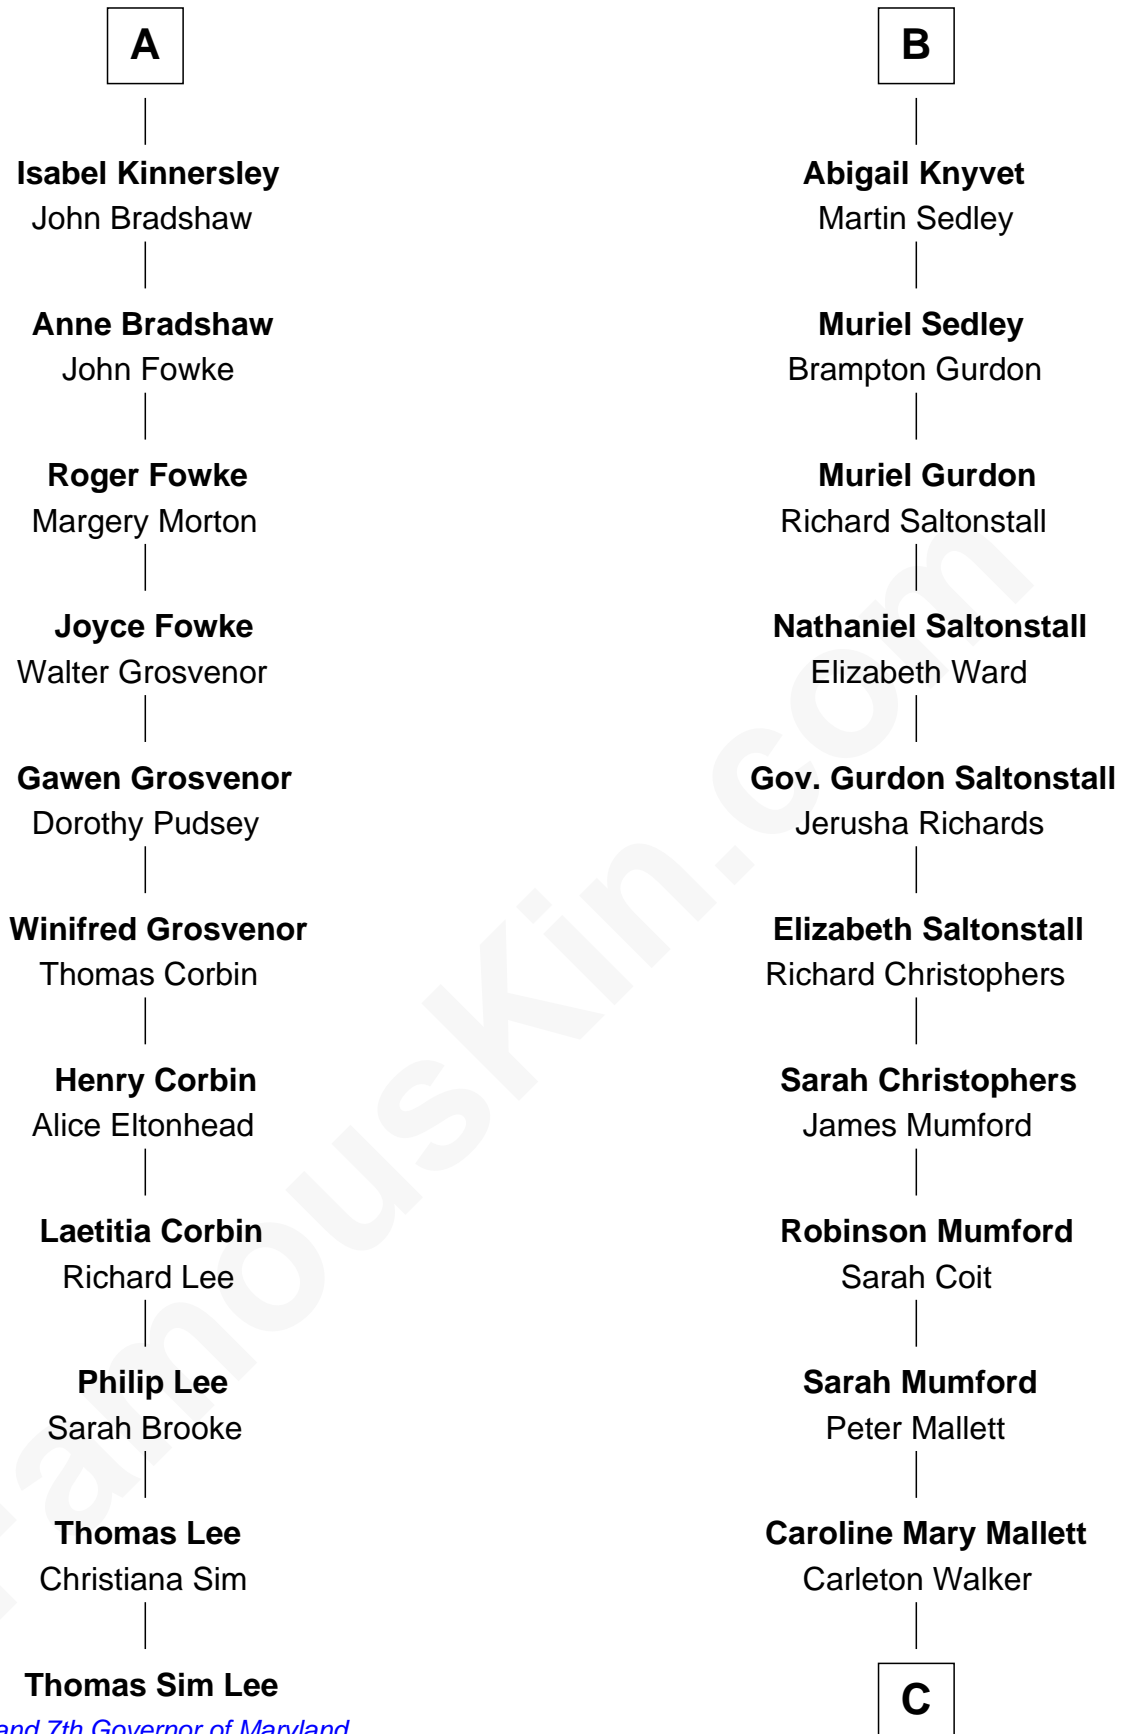 A
Isabel Kinnersley
John Bradshaw
Anne Bradshaw
John Fowke
Roger Fowke
Margery Morton
Joyce Fowke
Walter Grosvenor
Gawen Grosvenor
Dorothy Pudsey
Winifred Grosvenor
Thomas Corbin
Henry Corbin
Alice Eltonhead
Laetitia Corbin
Richard Lee
Philip Lee
Sarah Brooke
Thomas Lee
Christiana Sim
Thomas Sim Lee
and 7th Governor of Maryland
B
Abigail Knyvet
Martin Sedley
Muriel Sedley
Brampton Gurdon
Muriel Gurdon
Richard Saltonstall
Nathaniel Saltonstall
Elizabeth Ward
Gov. Gurdon Saltonstall
Jerusha Richards
Elizabeth Saltonstall
Richard Christophers
Sarah Christophers
James Mumford
Robinson Mumford
Sarah Coit
Sarah Mumford
Peter Mallett
Caroline Mary Mallett
Carleton Walker
C
FamousKin.com